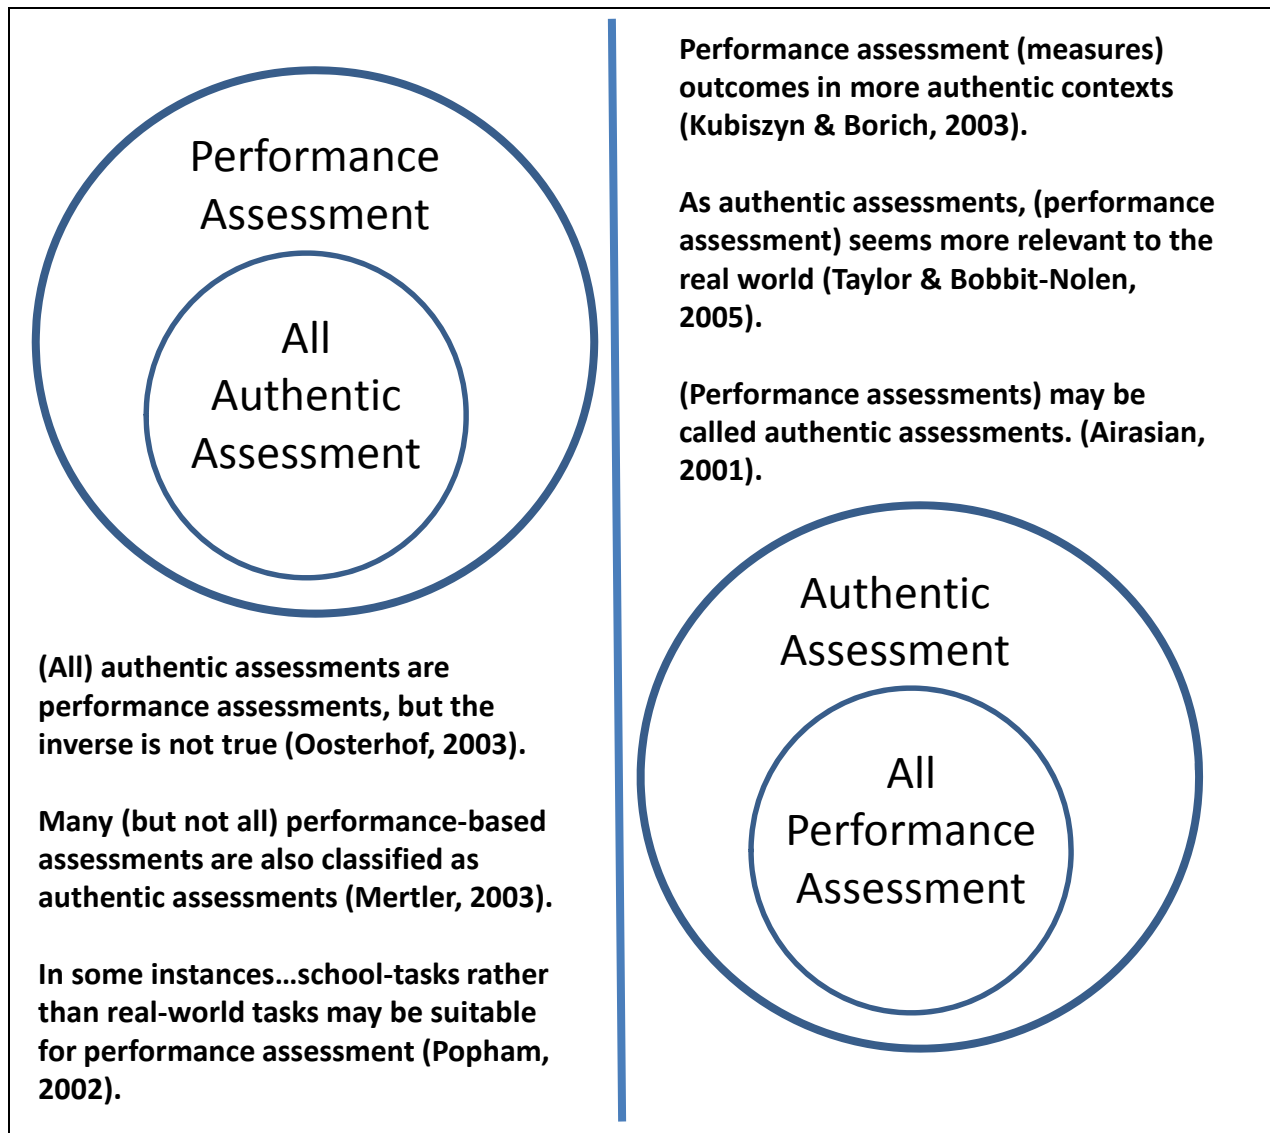 Performance
Assessment
All
Authentic
Assessment
(All) authentic assessments are
performance assessments, but the
inverse is not true (Oosterhof, 2003).
Many (but not all) performance-based
assessments are also classified as
authentic assessments (Mertler, 2003).
In some instances…school-tasks rather
than real-world tasks may be suitable
for performance assessment (Popham,
2002).
Performance assessment (measures)
outcomes in more authentic contexts
(Kubiszyn & Borich, 2003).
As authentic assessments, (performance
assessment) seems more relevant to the
real world (Taylor & Bobbit-Nolen,
2005).
(Performance assessments) may be
called authentic assessments. (Airasian,
2001).
Authentic
Assessment
All
Performance
Assessment